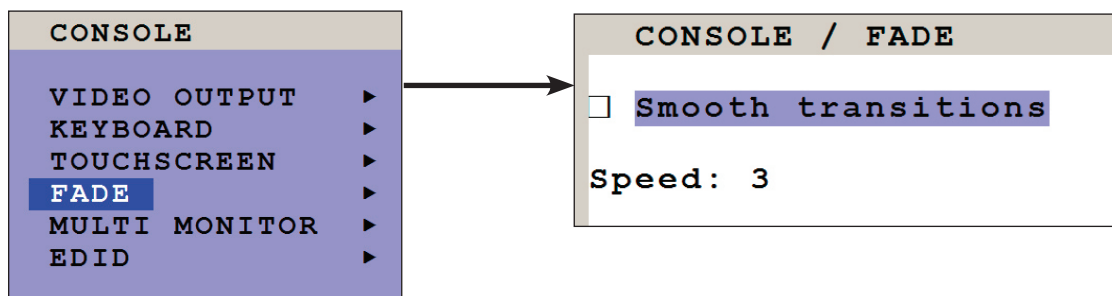 CONSOLE
VIDEO OUTPUT ▶
KEYBOARD ▶
TOUCHSCREEN ▶
FADE ▶
MULTI MONITOR ▶
EDID ▶
CONSOLE / FADE
☐ Smooth transitions
Speed: 3